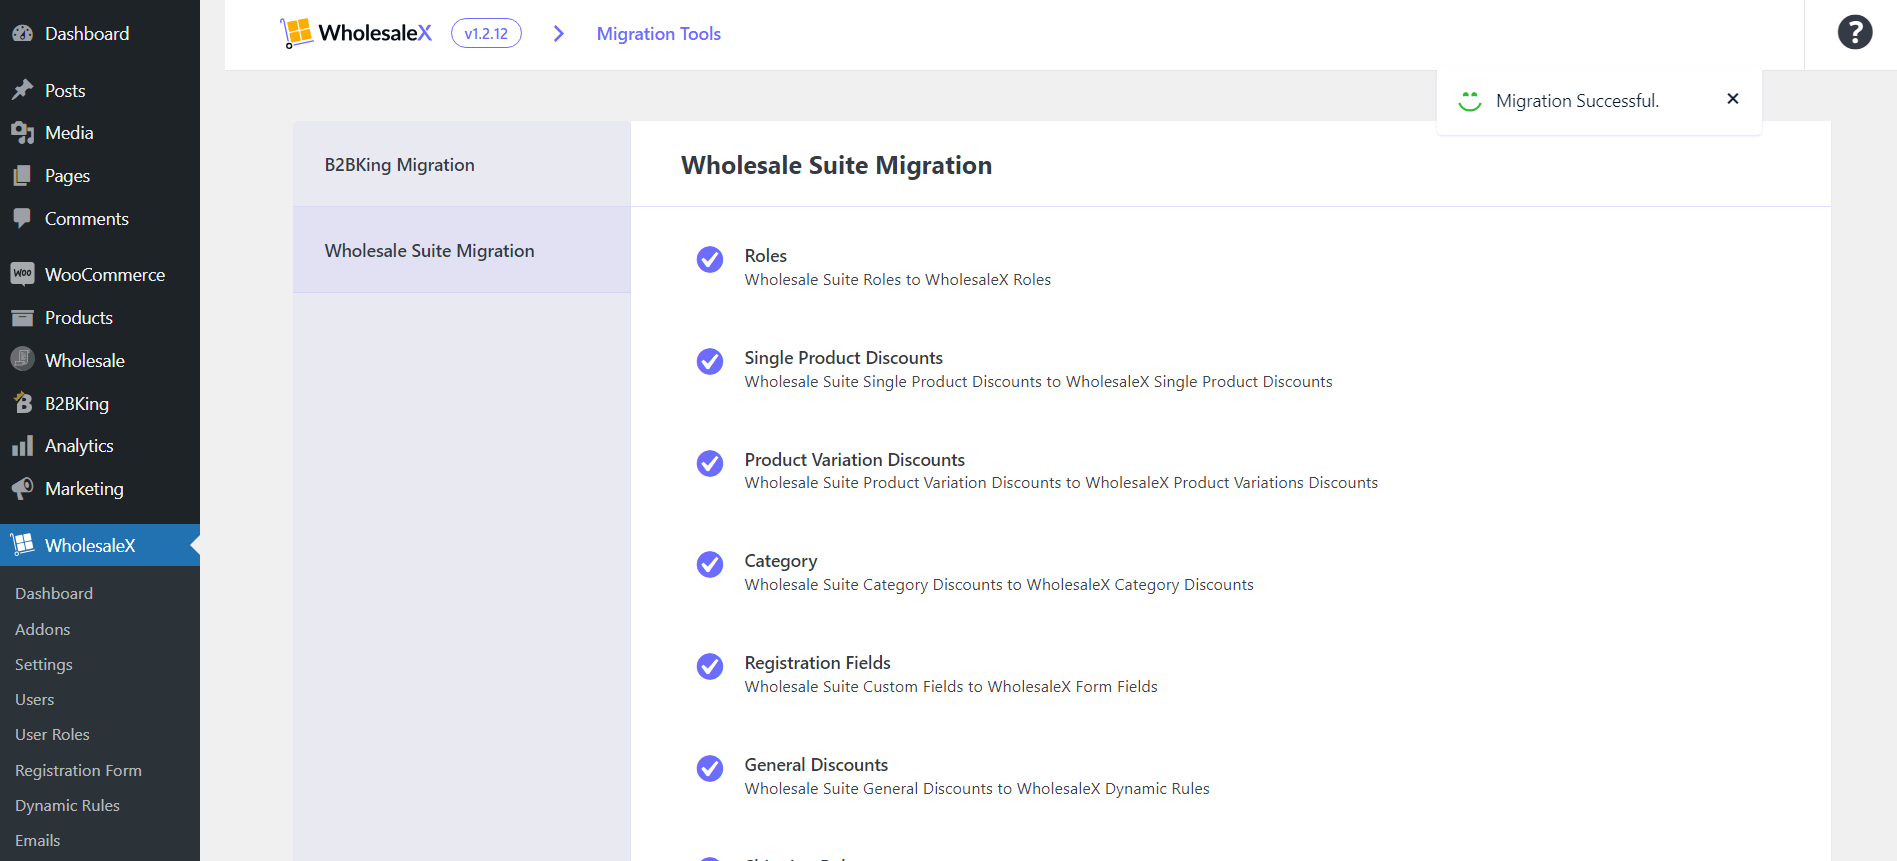 Dashboard
Posts
Media
Pages
Comments
WOO WooCommerce
Products
Wholesale
B2BKing
Analytics
Marketing
WholesaleX
Dashboard
Addons
Settings
Users
User Roles
Registration Form
Dynamic Rules
Emails
WholesaleX v1.2.12 Migration Tools
?
Migration Successful.
B2BKing Migration
Wholesale Suite Migration
Wholesale Suite Migration
Roles
Wholesale Suite Roles to WholesaleX Roles
Single Product Discounts
Wholesale Suite Single Product Discounts to WholesaleX Single Product Discounts
Product Variation Discounts
Wholesale Suite Product Variation Discounts to WholesaleX Product Variations Discounts
Category
Wholesale Suite Category Discounts to WholesaleX Category Discounts
Registration Fields
Wholesale Suite Custom Fields to WholesaleX Form Fields
General Discounts
Wholesale Suite General Discounts to WholesaleX Dynamic Rules